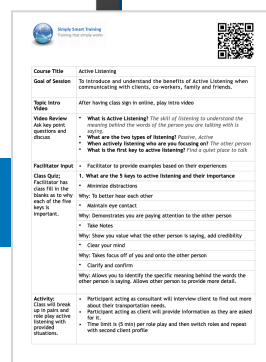 Simply Smart Training
Training that simply works
Course Title
Active Listening
Goal of Session
To introduce and understand the benefits of Active Listening when
communicating with clients, co-workers, family and friends.
Topic Intro
Video
After having class sign in online, play intro video
Video Review
Ask key point
questions and
discuss
• What is Active Listening? The skill of listening to understand the
meaning behind the words of the person you are talking with is
saying.
• What are the two types of listening? Passive, Active
• When actively listening who are you focusing on? The other person
• What is the first key to active listening? Find a quiet place to talk
Facilitator Input
• Facilitator to provide examples based on their experiences
Class Quiz;
Facilitator has
class fill in the
blanks as to why
each of the five
keys is
important.
1. What are the 5 keys to active listening and their importance
• Minimize distractions
Why: To better hear each other
• Maintain eye contact
Why: Demonstrates you are paying attention to the other person
• Take Notes
Why: Show you value what the other person is saying, add credibility
• Clear your mind
Why: Takes focus off of you and onto the other person
• Clarify and confirm
Why: Allows you to identify the specific meaning behind the words the
other person is saying. Allows other person to provide more detail.
Activity:
Class will break
up in pairs and
role play active
listening with
provided
situations.
• Participant acting as consultant will interview client to find out more
about their transportation needs.
• Participant acting as client will provide information as they are asked
for it.
• Time limit is (5 min) per role play and then switch roles and repeat
with second client profile